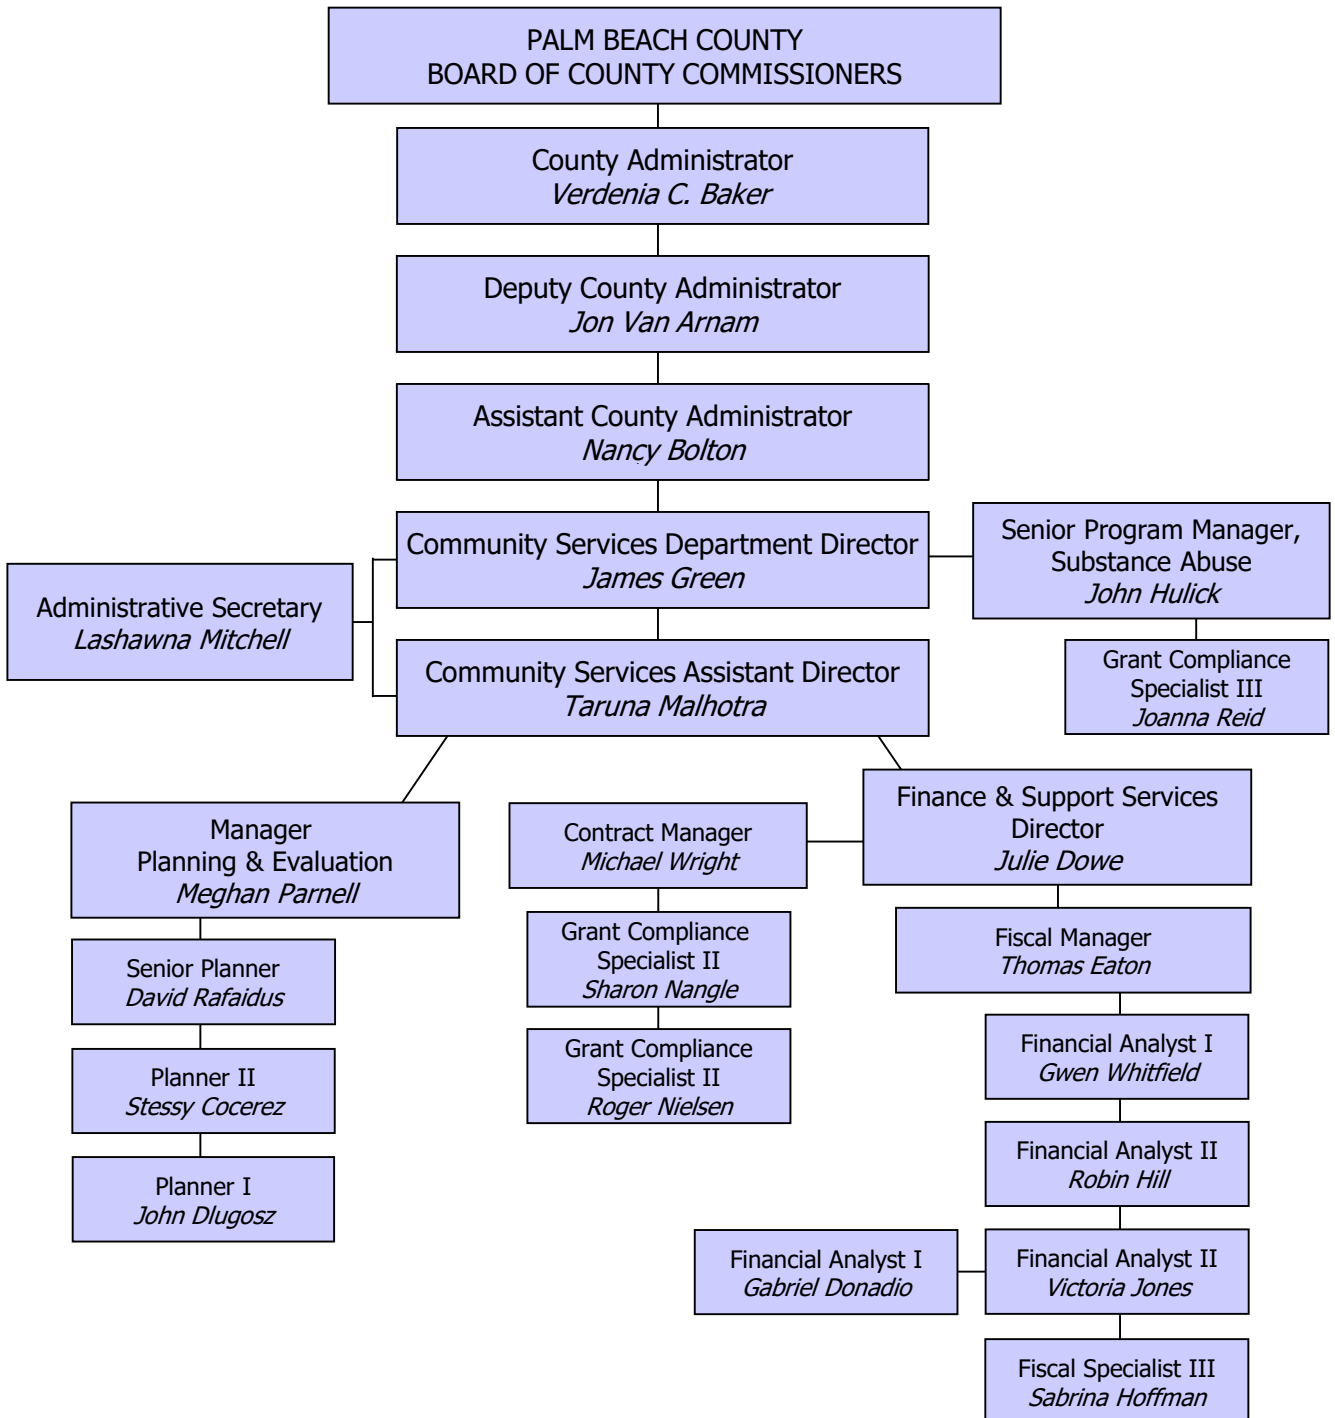 PALM BEACH COUNTY
BOARD OF COUNTY COMMISSIONERS
County Administrator
Verdenia C. Baker
Deputy County Administrator
Jon Van Arnam
Assistant County Administrator
Nancy Bolton
Community Services Department Director
James Green
Senior Program Manager,
Substance Abuse
John Hulick
Administrative Secretary
Lashawna Mitchell
Community Services Assistant Director
Taruna Malhotra
Grant Compliance
Specialist III
Joanna Reid
Manager
Planning & Evaluation
Meghan Parnell
Senior Planner
David Rafaidus
Planner II
Stessy Cocerez
Planner I
John Dlugosz
Contract Manager
Michael Wright
Grant Compliance
Specialist II
Sharon Nangle
Grant Compliance
Specialist II
Roger Nielsen
Finance & Support Services
Director
Julie Dowe
Fiscal Manager
Thomas Eaton
Financial Analyst I
Gwen Whitfield
Financial Analyst II
Robin Hill
Financial Analyst I
Gabriel Donadio
Financial Analyst II
Victoria Jones
Fiscal Specialist III
Sabrina Hoffman